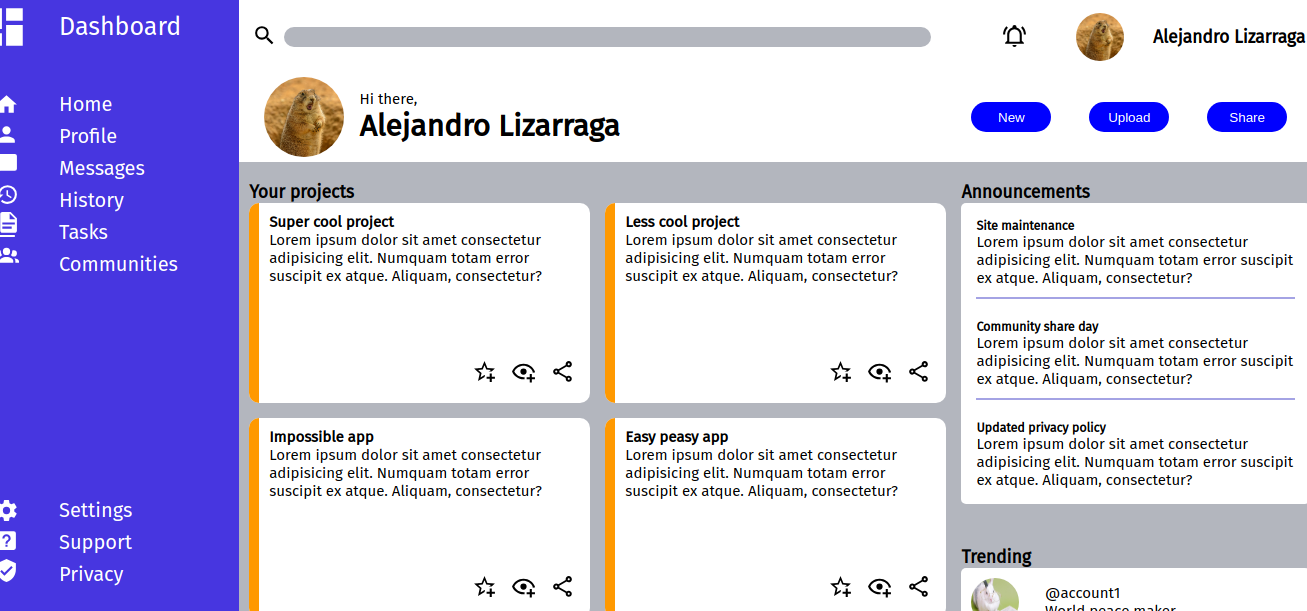 Dashboard
Home
Profile
Messages
History
Tasks
Communities
Settings
Support
Privacy
Alejandro Lizarraga
Hi there,
Alejandro Lizarraga
New
Upload
Share
Your projects
Super cool project
Lorem ipsum dolor sit amet consectetur
adipisicing elit. Numquam totam error
suscipit ex atque. Aliquam, consectetur?
Less cool project
Lorem ipsum dolor sit amet consectetur
adipisicing elit. Numquam totam error
suscipit ex atque. Aliquam, consectetur?
Impossible app
Lorem ipsum dolor sit amet consectetur
adipisicing elit. Numquam totam error
suscipit ex atque. Aliquam, consectetur?
Easy peasy app
Lorem ipsum dolor sit amet consectetur
adipisicing elit. Numquam totam error
suscipit ex atque. Aliquam, consectetur?
Announcements
Site maintenance
Lorem ipsum dolor sit amet consectetur
adipisicing elit. Numquam totam error suscipit
ex atque. Aliquam, consectetur?
Community share day
Lorem ipsum dolor sit amet consectetur
adipisicing elit. Numquam totam error suscipit
ex atque. Aliquam, consectetur?
Updated privacy policy
Lorem ipsum dolor sit amet consectetur
adipisicing elit. Numquam totam error suscipit
ex atque. Aliquam, consectetur?
Trending
@account1
World peace maker